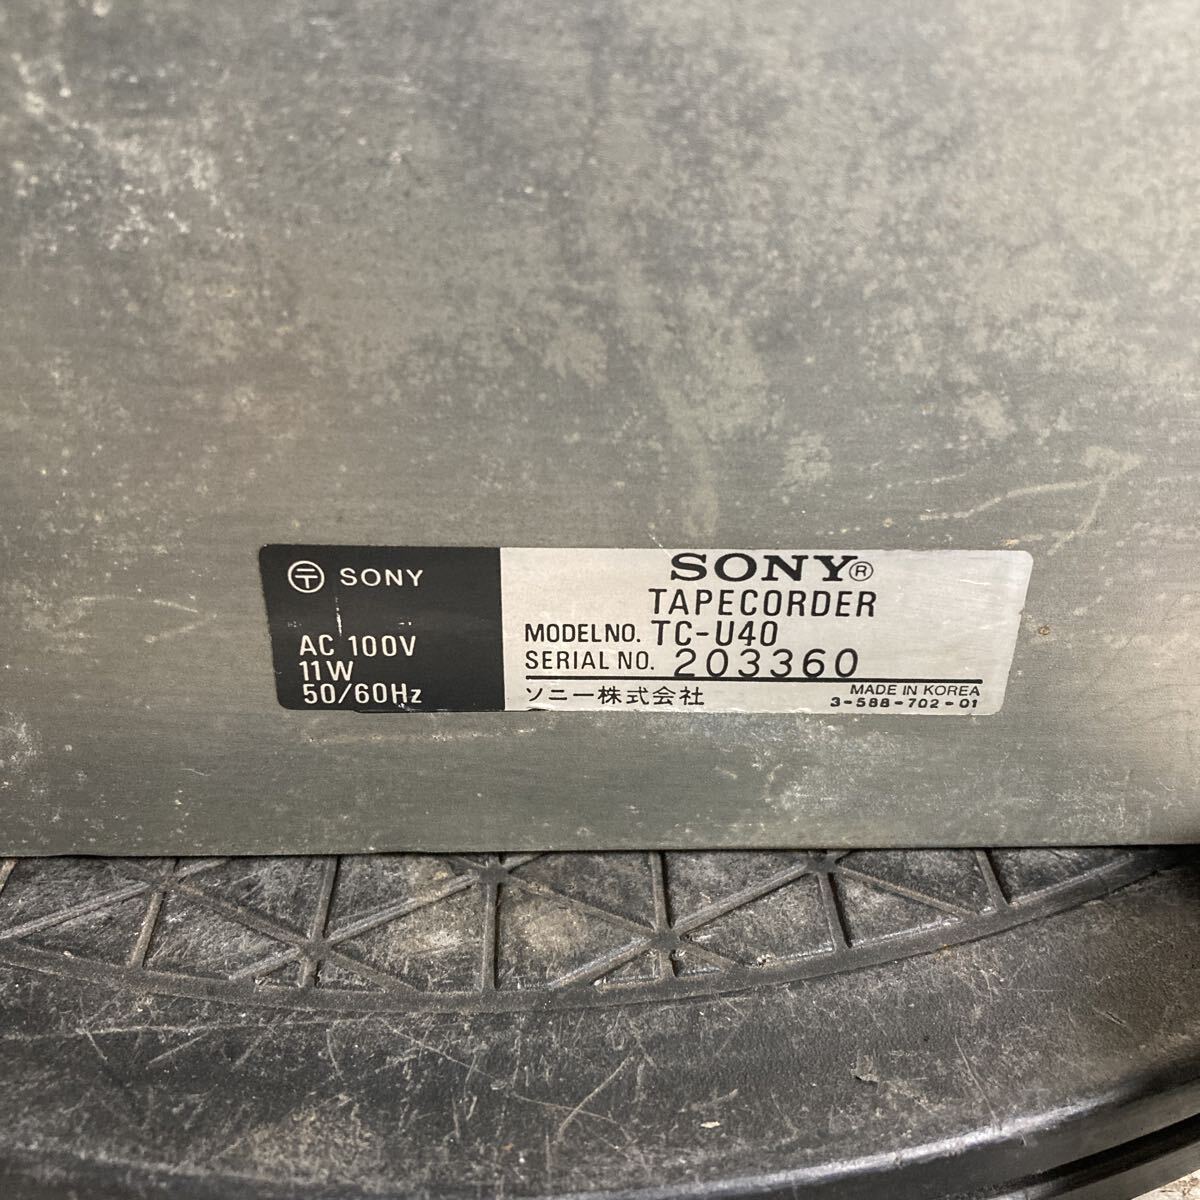 〒 SONY
AC 100V
11W
50/60Hz
SONY®
TAPECORDER
MODEL NO. TC-U40
SERIAL NO. 203360
ソニー株式会社
MADE IN KOREA
3-588-702-01